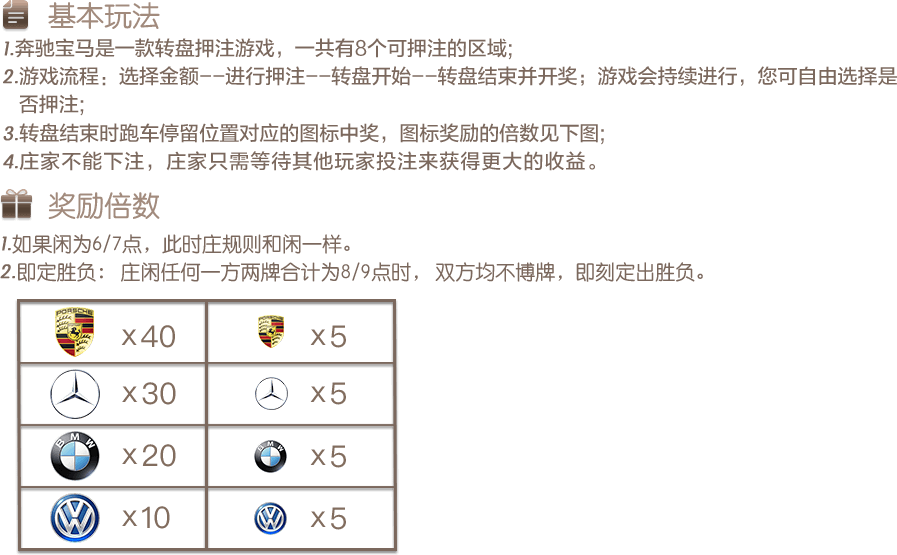 基本玩法
1.奔驰宝马是一款转盘押注游戏，一共有8个可押注的区域;
2.游戏流程：选择金额--进行押注--转盘开始--转盘结束并开奖；游戏会持续进行，您可自由选择是
否押注;
3.转盘结束时跑车停留位置对应的图标中奖，图标奖励的倍数见下图;
4.庄家不能下注，庄家只需等待其他玩家投注来获得更大的收益。
奖励倍数
1.如果闲为6/7点，此时庄规则和闲一样。
2.即定胜负： 庄闲任何一方两牌合计为8/9点时， 双方均不博牌，即刻定出胜负。
PORSCHE x40 x5
x30 x5
BMW x20 BMW x5
VW x10 VW x5